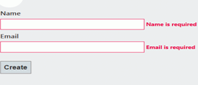 Name
Name is required
Email
Email is required
Create